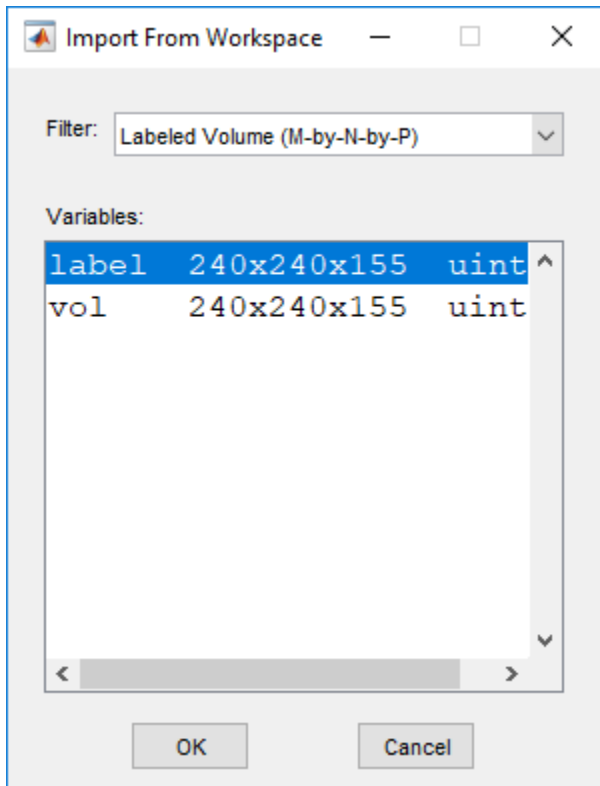 Import From Workspace
Filter: Labeled Volume (M-by-N-by-P)
Variables:
label 240x240x155 uint
vol 240x240x155 uint
OK Cancel